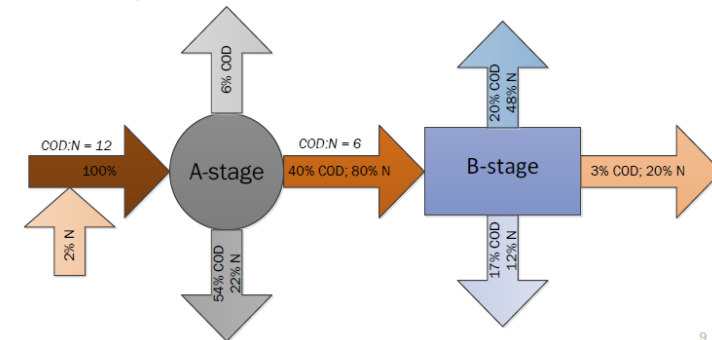 6% COD
COD:N = 12
100%
2% N
A-stage
54% COD
22% N
COD:N = 6
40% COD; 80% N
20% COD
48% N
B-stage
17% COD
12% N
3% COD; 20% N
9